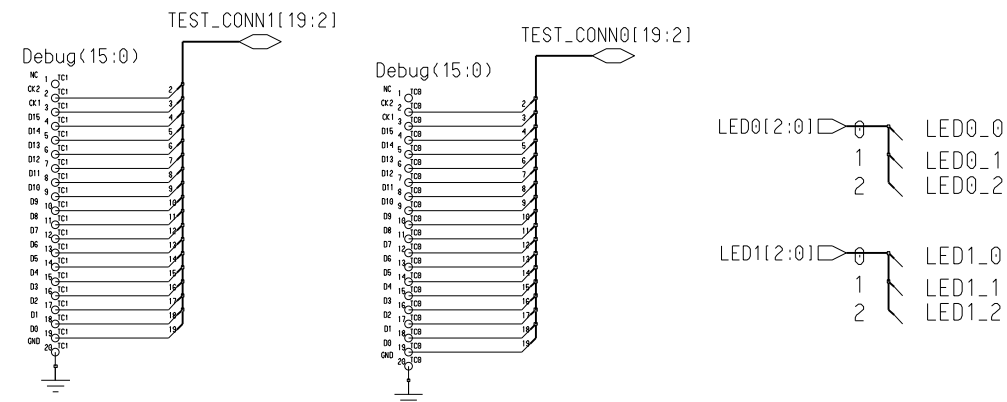 TEST_CONN1[19:2]
Debug(15:0)
NC 1 TC1
CK2 2 TC1 2
CK1 3 TC1 3
D15 4 TC1 4
D14 5 TC1 5
D13 6 TC1 6
D12 7 TC1 7
D11 8 TC1 8
D10 9 TC1 9
D9 10 TC1 10
D8 11 TC1 11
D7 12 TC1 12
D6 13 TC1 13
D5 14 TC1 14
D4 15 TC1 15
D3 16 TC1 16
D2 17 TC1 17
D1 18 TC1 18
D0 19 TC1 19
GND 20 TC1
TEST_CONN0[19:2]
Debug(15:0)
NC 1 TC0
CK2 2 TC0 2
CK1 3 TC0 3
D15 4 TC0 4
D14 5 TC0 5
D13 6 TC0 6
D12 7 TC0 7
D11 8 TC0 8
D10 9 TC0 9
D9 10 TC0 10
D8 11 TC0 11
D7 12 TC0 12
D6 13 TC0 13
D5 14 TC0 14
D4 15 TC0 15
D3 16 TC0 16
D2 17 TC0 17
D1 18 TC0 18
D0 19 TC0 19
GND 20 TC0
LED0[2:0] 0 LED0_0
1 LED0_1
2 LED0_2
LED1[2:0] 0 LED1_0
1 LED1_1
2 LED1_2